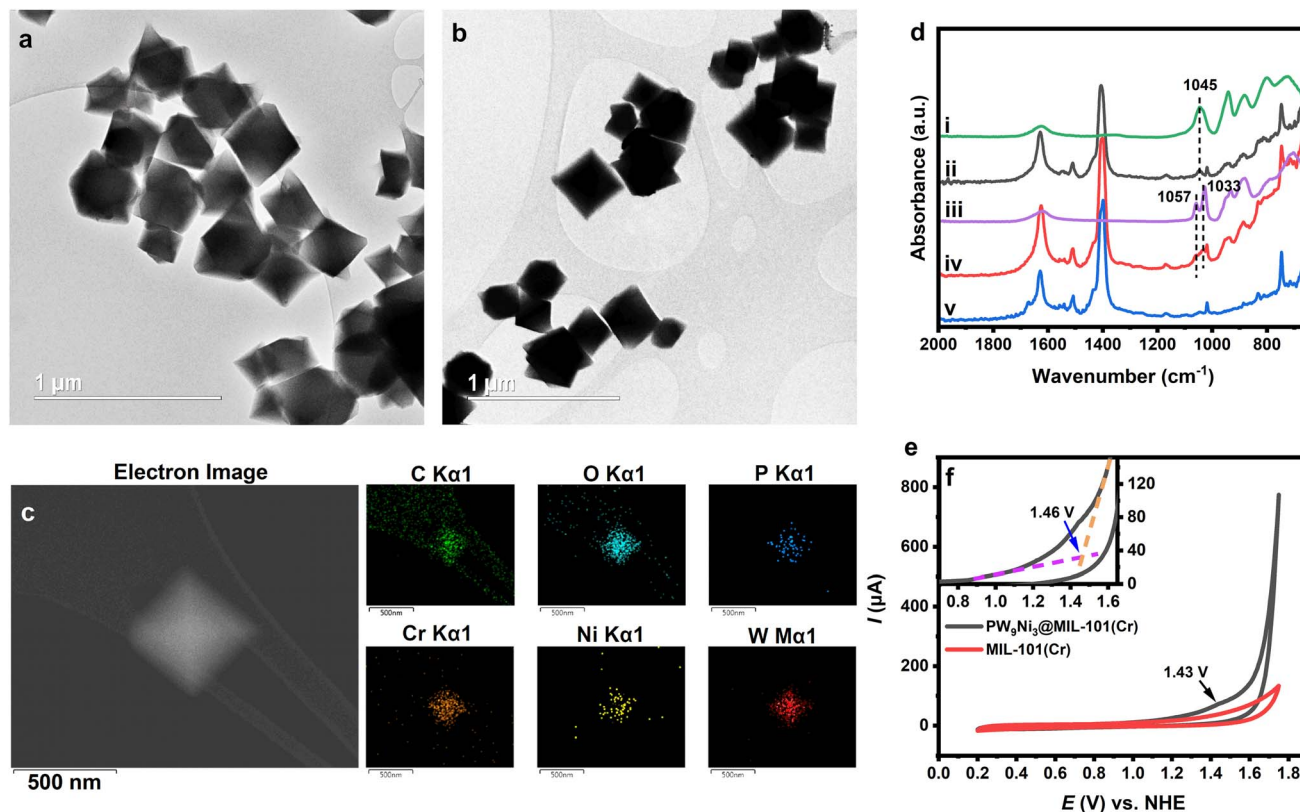 a
1 μm
b
1 μm
d
1045
i
ii
1057
1033
iii
iv
v
Absorbance (a.u.)
2000 1800 1600 1400 1200 1000 800
Wavenumber (cm⁻¹)
Electron Image
c
500 nm
C Kα1
500nm
O Kα1
500nm
P Kα1
500nm
Cr Kα1
500nm
Ni Kα1
500nm
W Mα1
500nm
e
f
1.46 V
120
80
40
0
0.8 1.0 1.2 1.4 1.6
PW₉Ni₃@MIL-101(Cr)
MIL-101(Cr)
1.43 V
800
600
400
200
0
I (μA)
0.0 0.2 0.4 0.6 0.8 1.0 1.2 1.4 1.6 1.8
E (V) vs. NHE